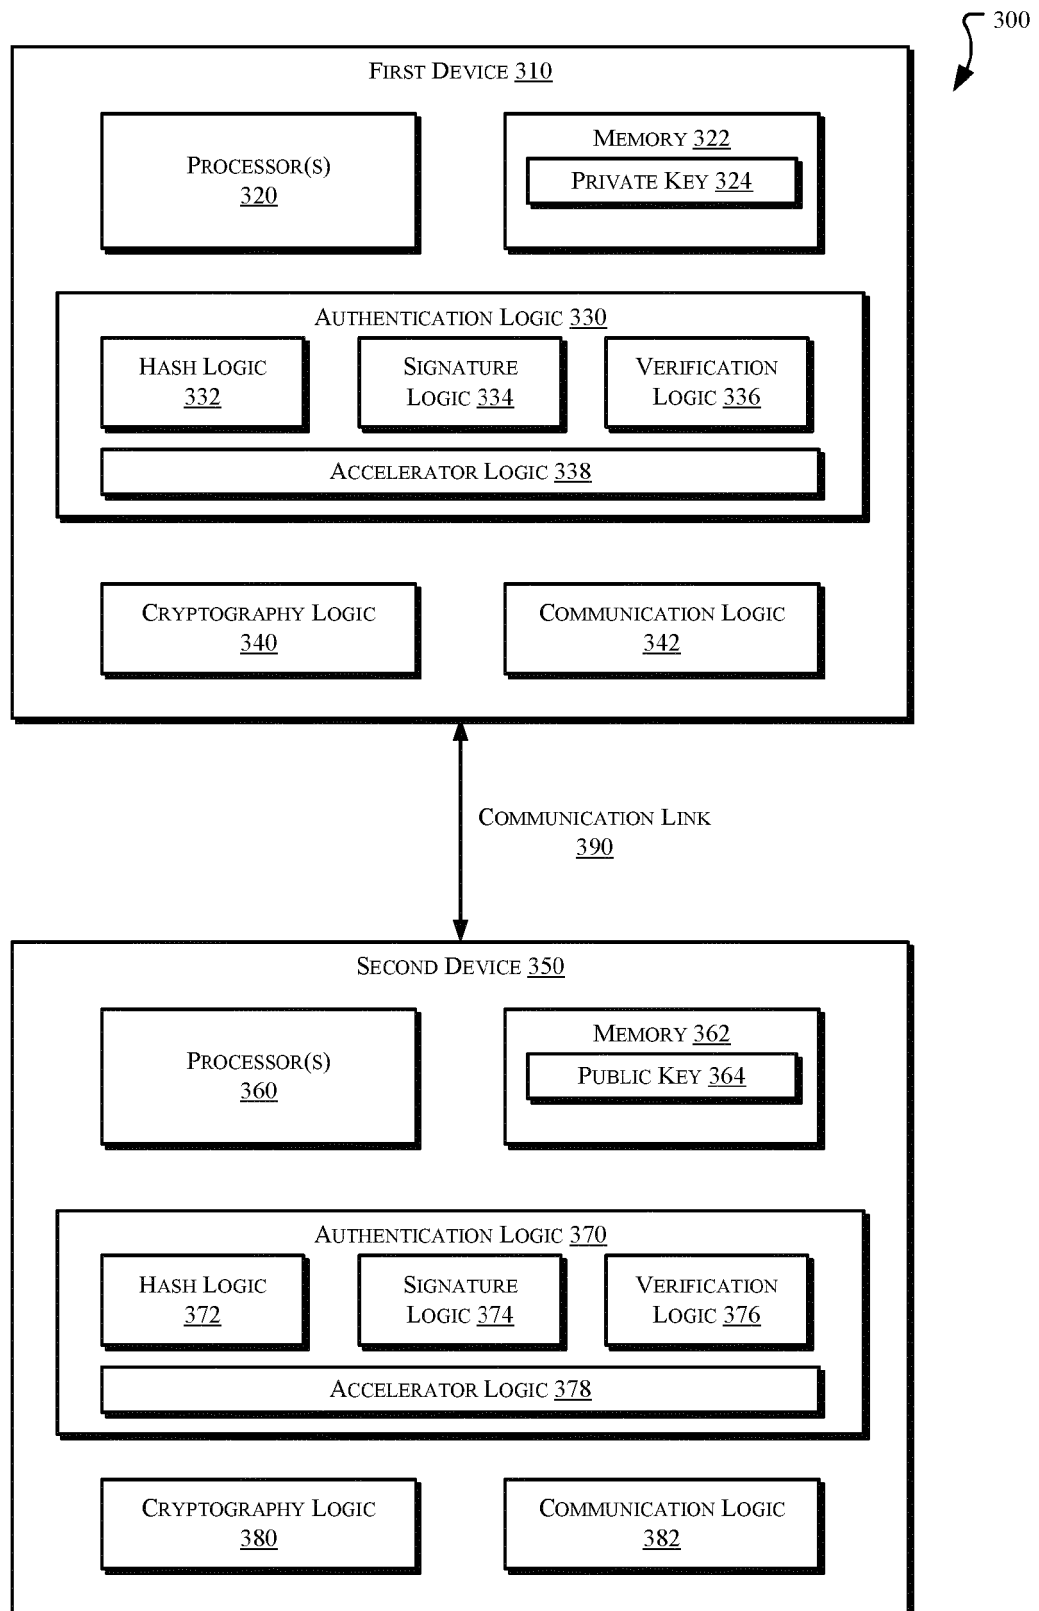 300
FIRST DEVICE 310
PROCESSOR(S)
320
MEMORY 322
PRIVATE KEY 324
AUTHENTICATION LOGIC 330
HASH LOGIC
332
SIGNATURE
LOGIC 334
VERIFICATION
LOGIC 336
ACCELERATOR LOGIC 338
CRYPTOGRAPHY LOGIC
340
COMMUNICATION LOGIC
342
COMMUNICATION LINK
390
SECOND DEVICE 350
PROCESSOR(S)
360
MEMORY 362
PUBLIC KEY 364
AUTHENTICATION LOGIC 370
HASH LOGIC
372
SIGNATURE
LOGIC 374
VERIFICATION
LOGIC 376
ACCELERATOR LOGIC 378
CRYPTOGRAPHY LOGIC
380
COMMUNICATION LOGIC
382